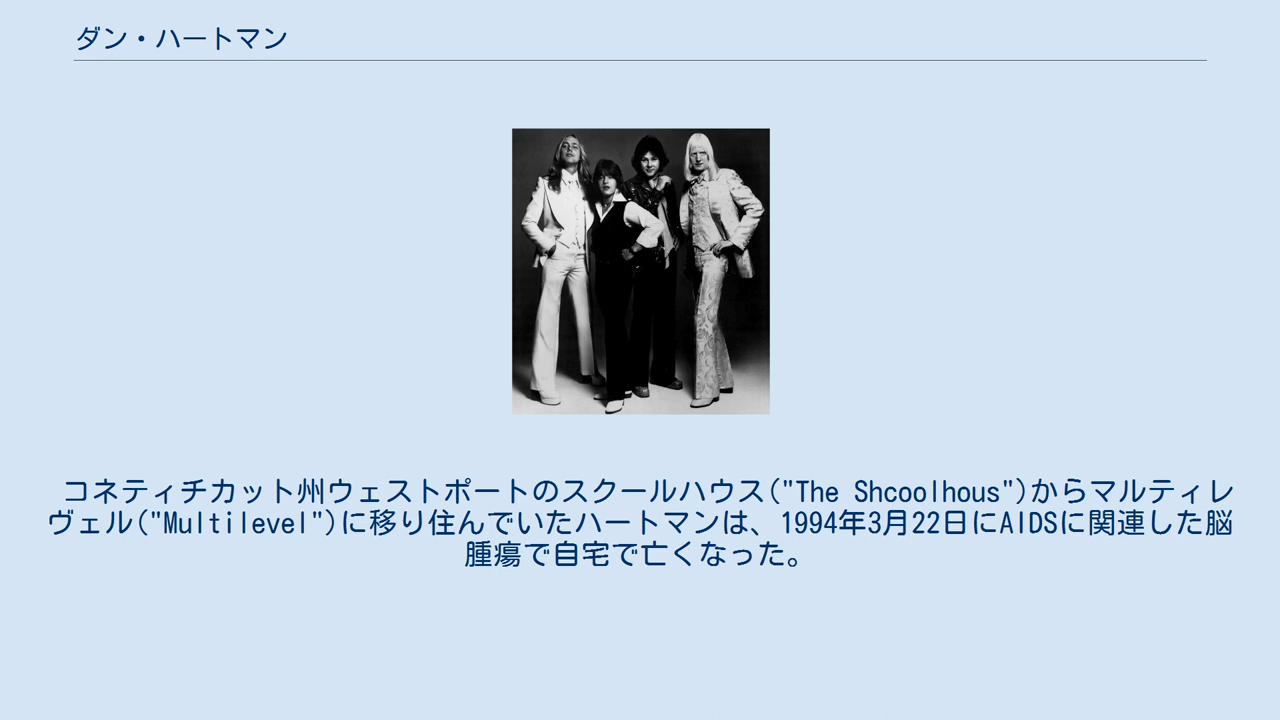 ダン・ハートマン
コネティチカット州ウェストポートのスクールハウス("The Shcoolhous")からマルティレ
ヴェル("Multilevel")に移り住んでいたハートマンは、1994年3月22日にAIDSに関連した脳
腫瘍で自宅で亡くなった。